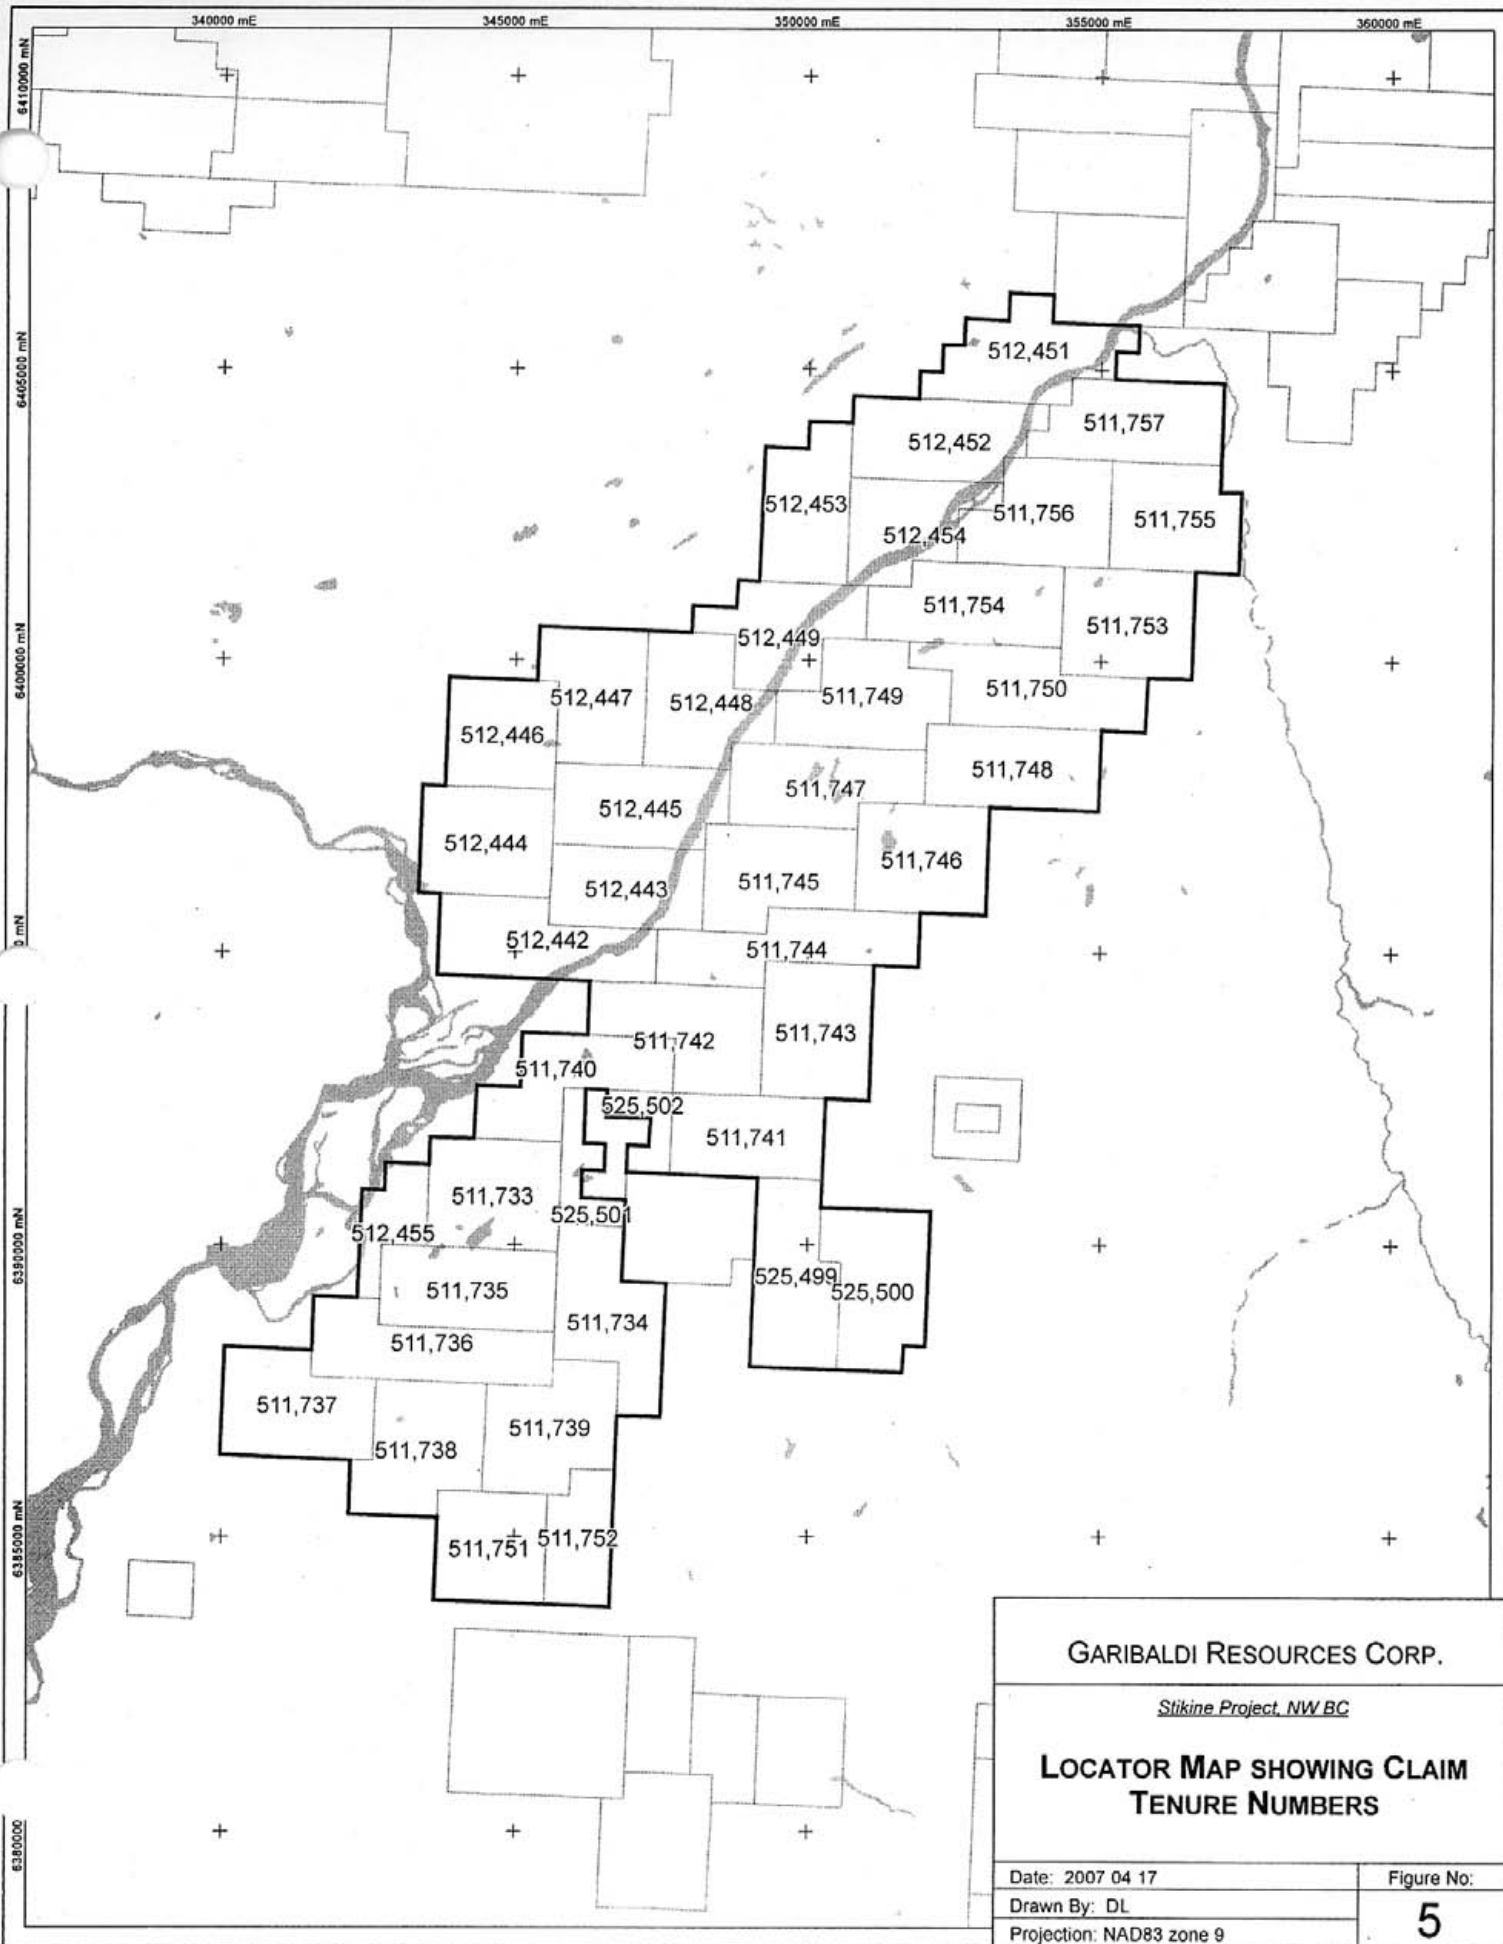 340000 mE
345000 mE
350000 mE
355000 mE
360000 mE
6410000 mN
6405000 mN
6400000 mN
0 mN
6390000 mN
6385000 mN
6380000
512,451
511,757
512,452
512,453
511,756
511,755
512,454
511,754
511,753
512,449
511,750
511,749
512,447
512,448
512,446
511,748
511,747
512,445
512,444
511,746
511,745
512,443
512,442
511,744
511,743
511,742
511,740
525,502
511,741
511,733
525,501
512,455
525,499
525,500
511,735
511,734
511,736
511,737
511,739
511,738
511,752
511,751
GARIBALDI RESOURCES CORP.
Stikine Project, NW BC
LOCATOR MAP SHOWING CLAIM
TENURE NUMBERS
Date: 2007 04 17
Figure No:
Drawn By: DL
5
Projection: NAD83 zone 9